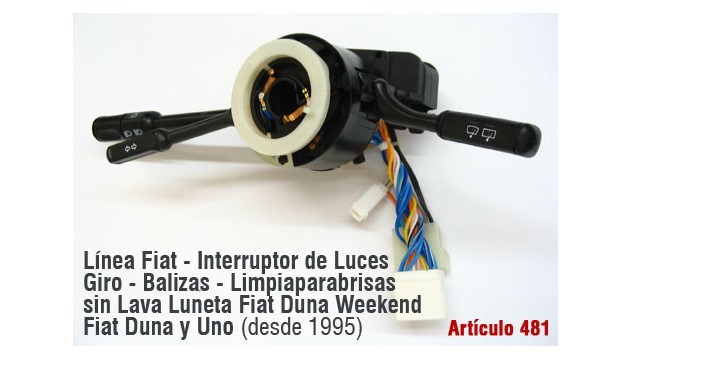 Línea Fiat - Interruptor de Luces
Giro - Balizas - Limpiaparabrisas
sin Lava Luneta Fiat Duna Weekend
Fiat Duna y Uno (desde 1995)
Artículo 481